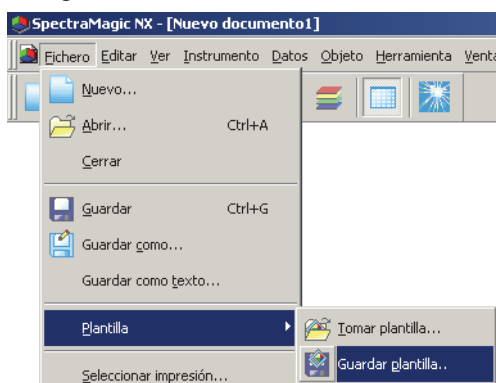 SpectraMagic NX - [Nuevo documento1]
Fichero Editar Ver Instrumento Datos Objeto Herramienta
Nuevo...
Abrir... Ctrl+A
Cerrar
Guardar Ctrl+G
Guardar como...
Guardar como texto...
Plantilla
Tomar plantilla...
Guardar plantilla..
Seleccionar impresión...